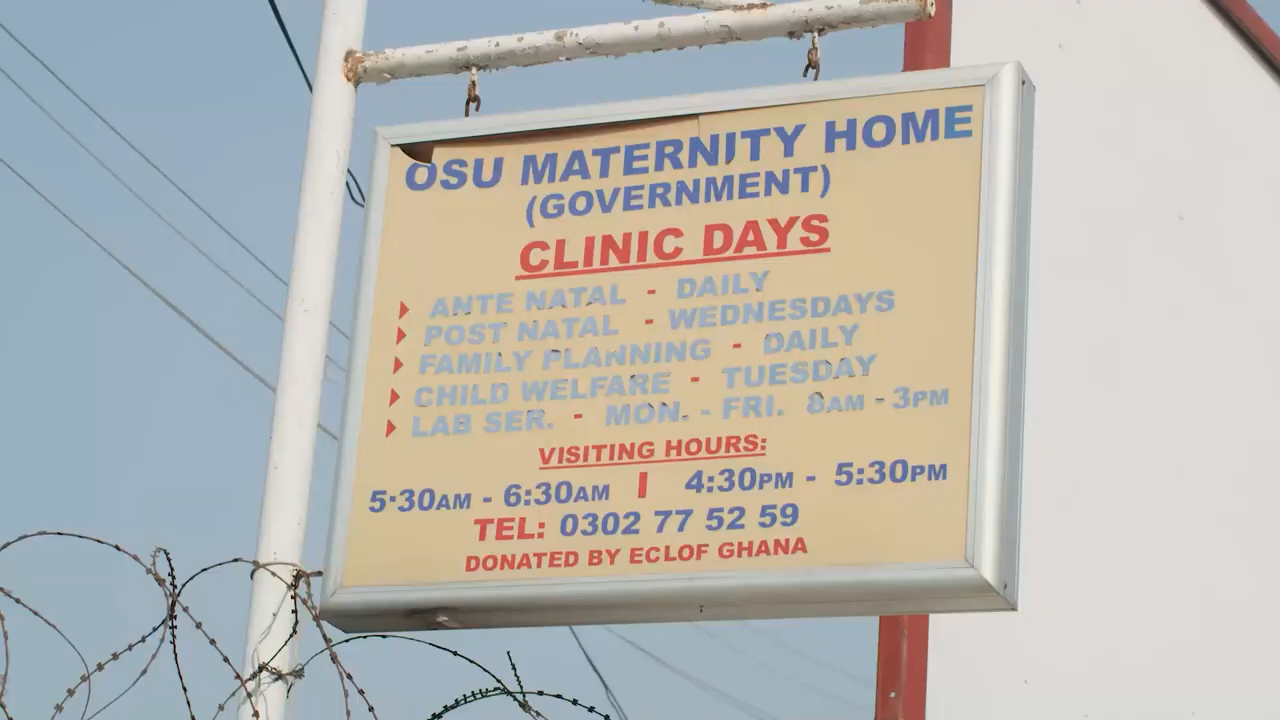 OSU MATERNITY HOME
(GOVERNMENT)
CLINIC DAYS
ANTE NATAL - DAILY
POST NATAL - WEDNESDAYS
FAMILY PLANNING - DAILY
CHILD WELFARE - TUESDAY
LAB SER. - MON. - FRI. 8AM - 3PM
VISITING HOURS:
5·30AM - 6:30AM | 4:30PM - 5:30PM
TEL: 0302 77 52 59
DONATED BY ECLOF GHANA